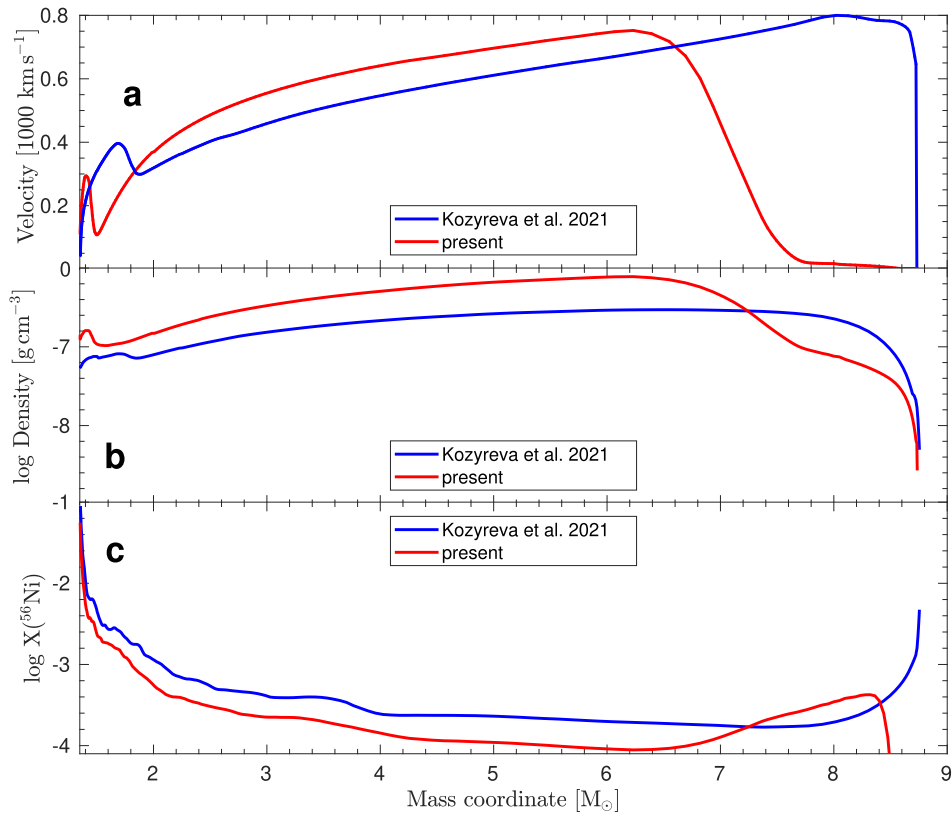 0.8
0.6
0.4
0.2
0
Velocity [1000 km s⁻¹]
a
Kozyreva et al. 2021
present
-7
-8
log Density [g cm⁻³]
b
Kozyreva et al. 2021
present
-1
-2
-3
-4
log X(⁵⁶Ni)
c
Kozyreva et al. 2021
present
2 3 4 5 6 7 8 9
Mass coordinate [M☉]